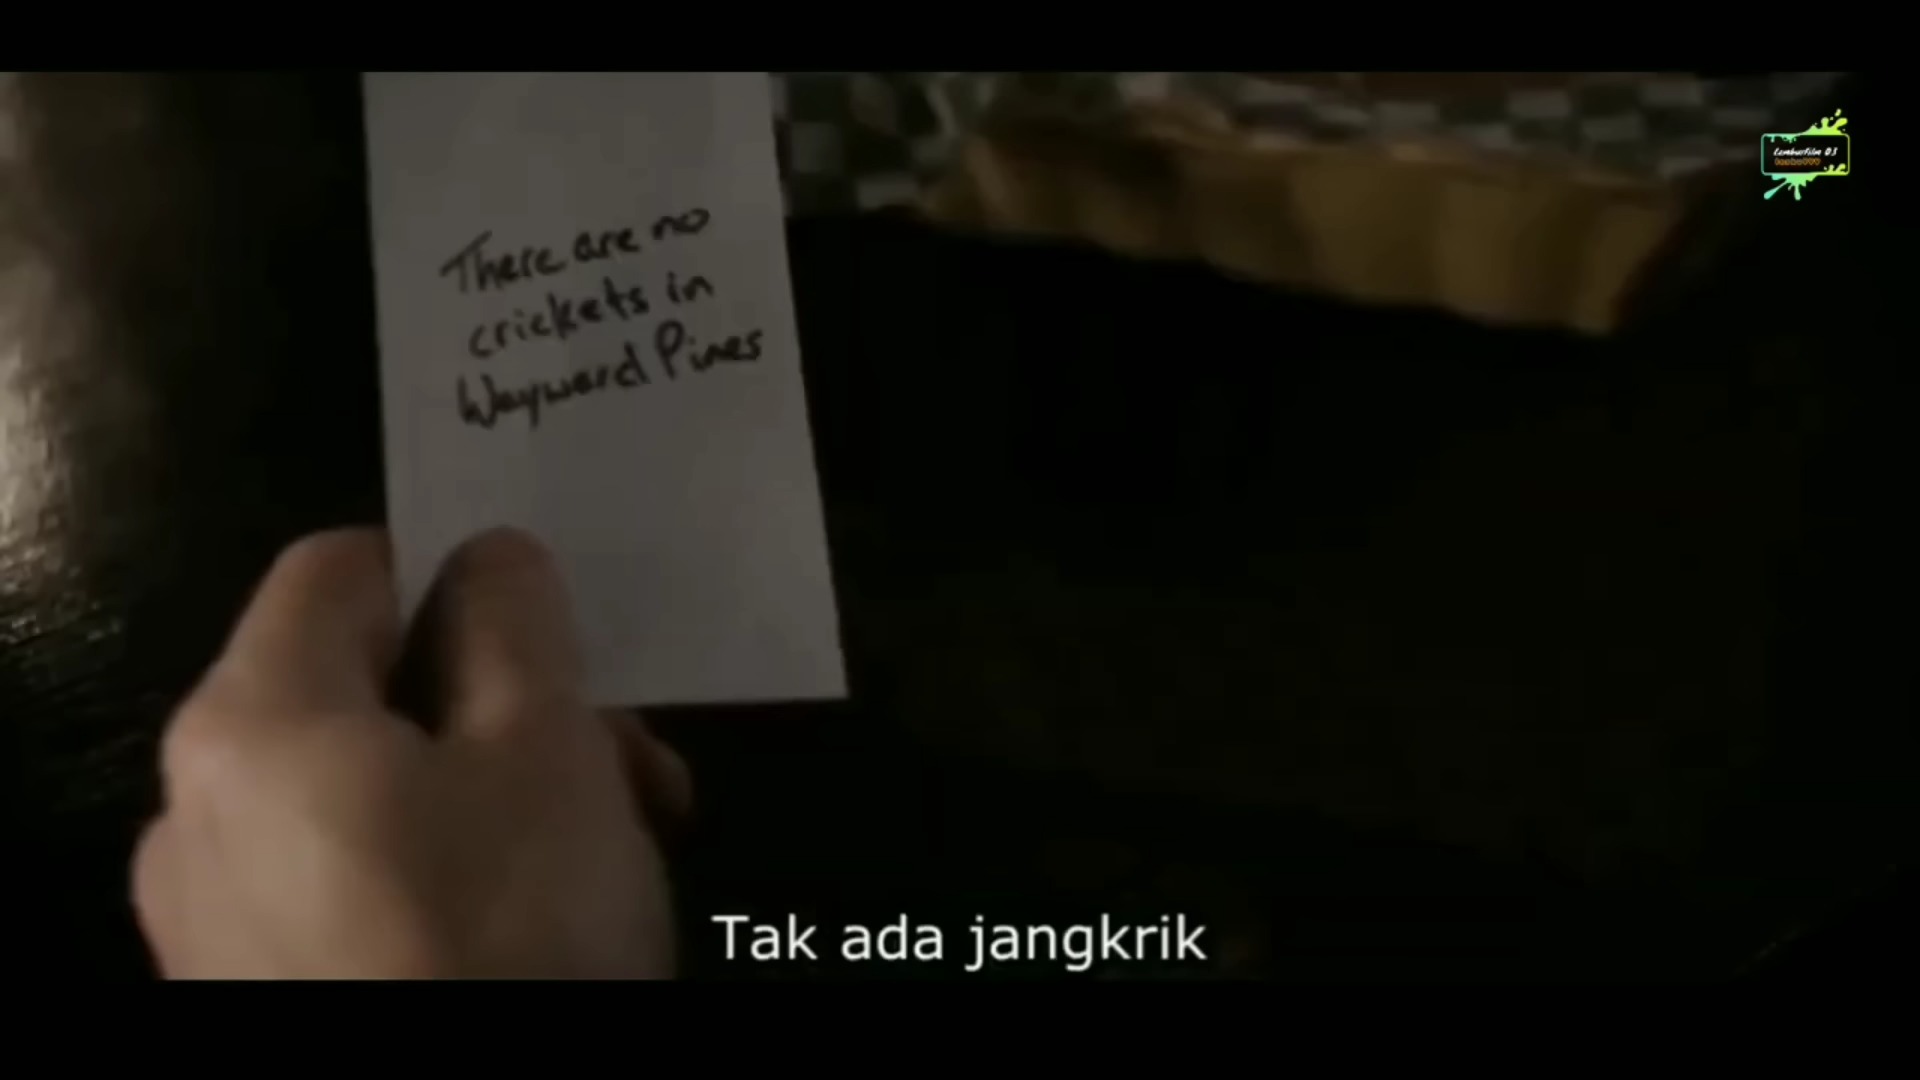 There are no
crickets in
Wayward Pines
Tak ada jangkrik